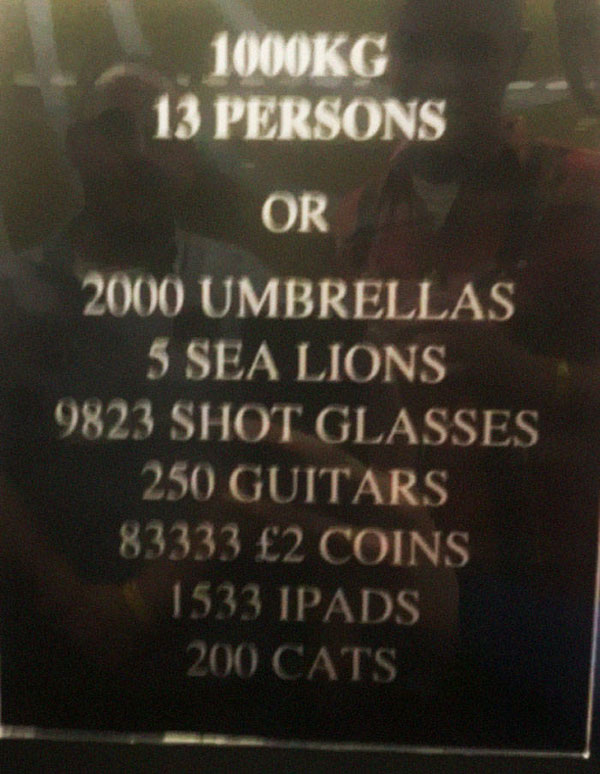 1000KG
13 PERSONS
OR
2000 UMBRELLAS
5 SEA LIONS
9823 SHOT GLASSES
250 GUITARS
83333 £2 COINS
1533 IPADS
200 CATS